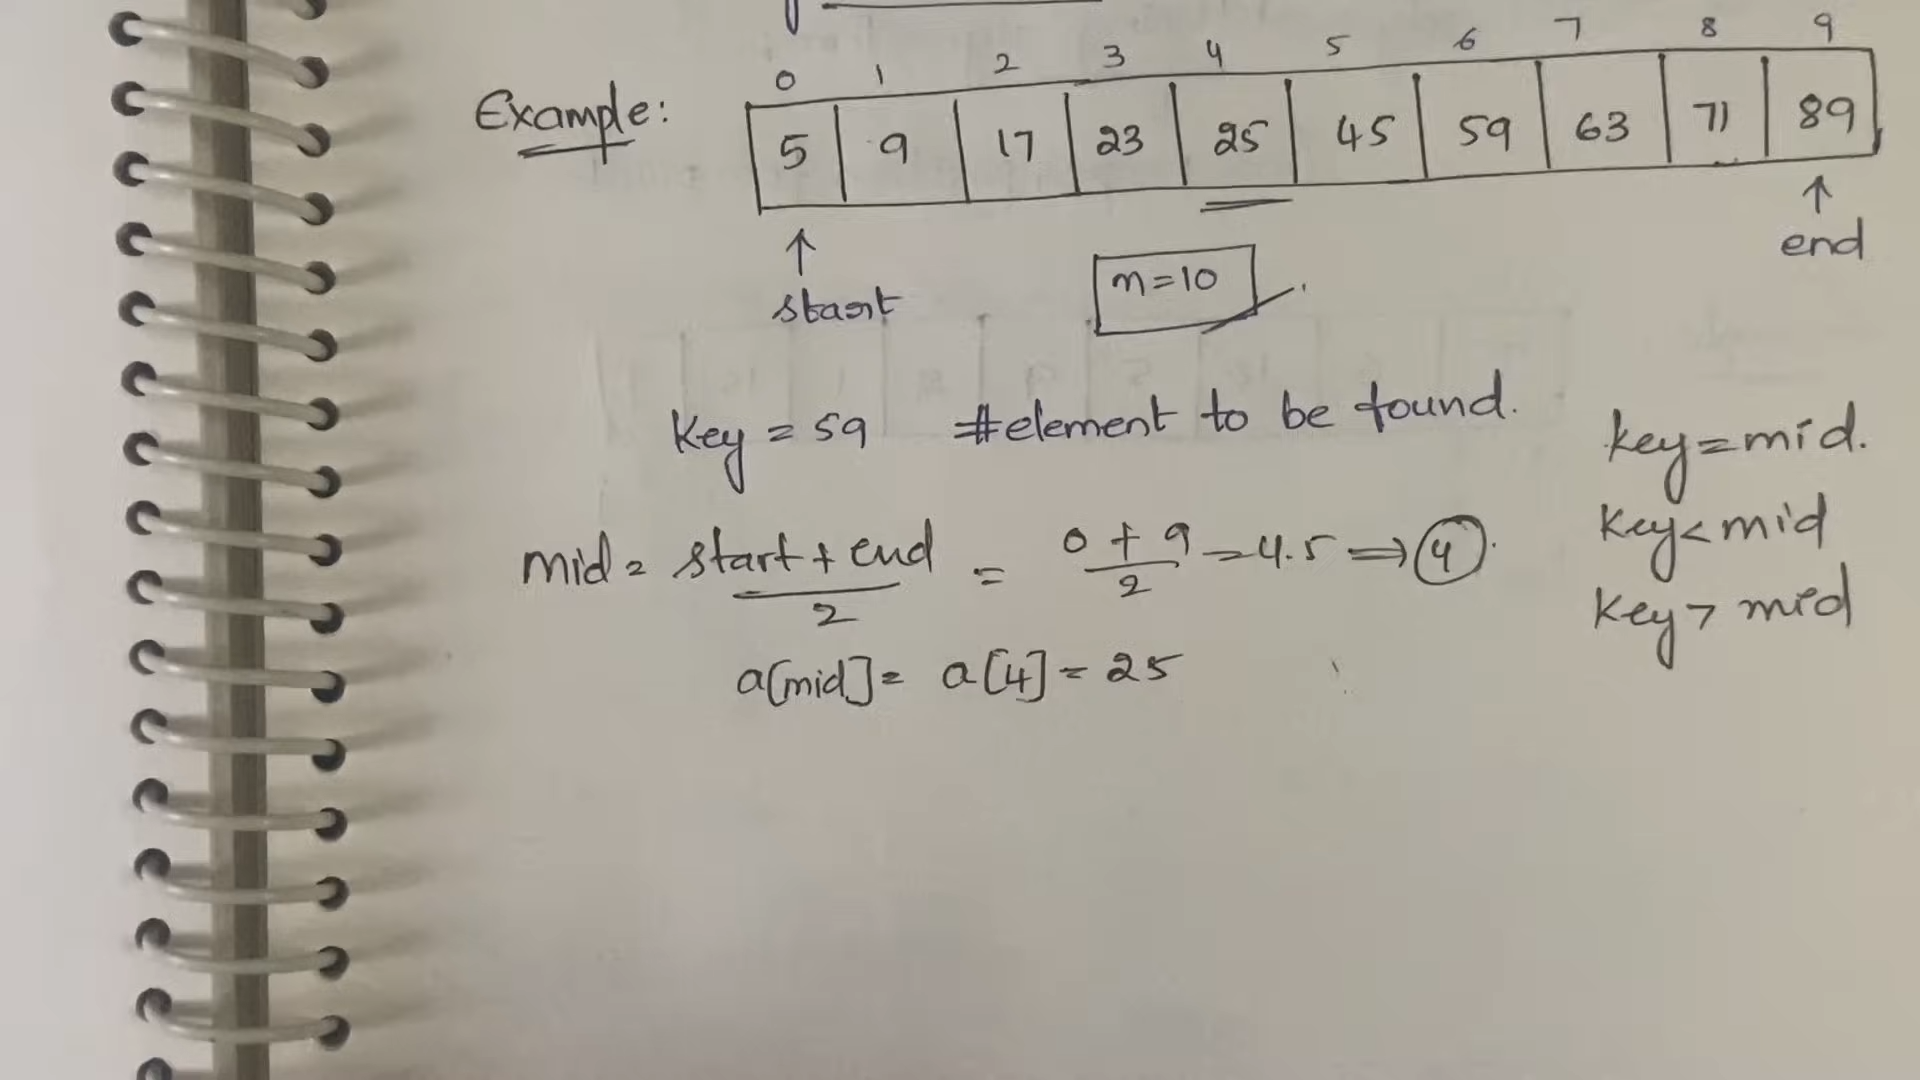 0 1 2 3 4 5 6 7 8 9
Example: 5 9 17 23 25 45 59 63 71 89
↑ start
↑ end
n=10
Key = 59 #element to be found.
key=mid.
mid = start + end / 2 = 0 + 9 / 2 = 4.5 ⇒ 4.
Key<mid
Key> mid
a[mid] = a[4] = 25